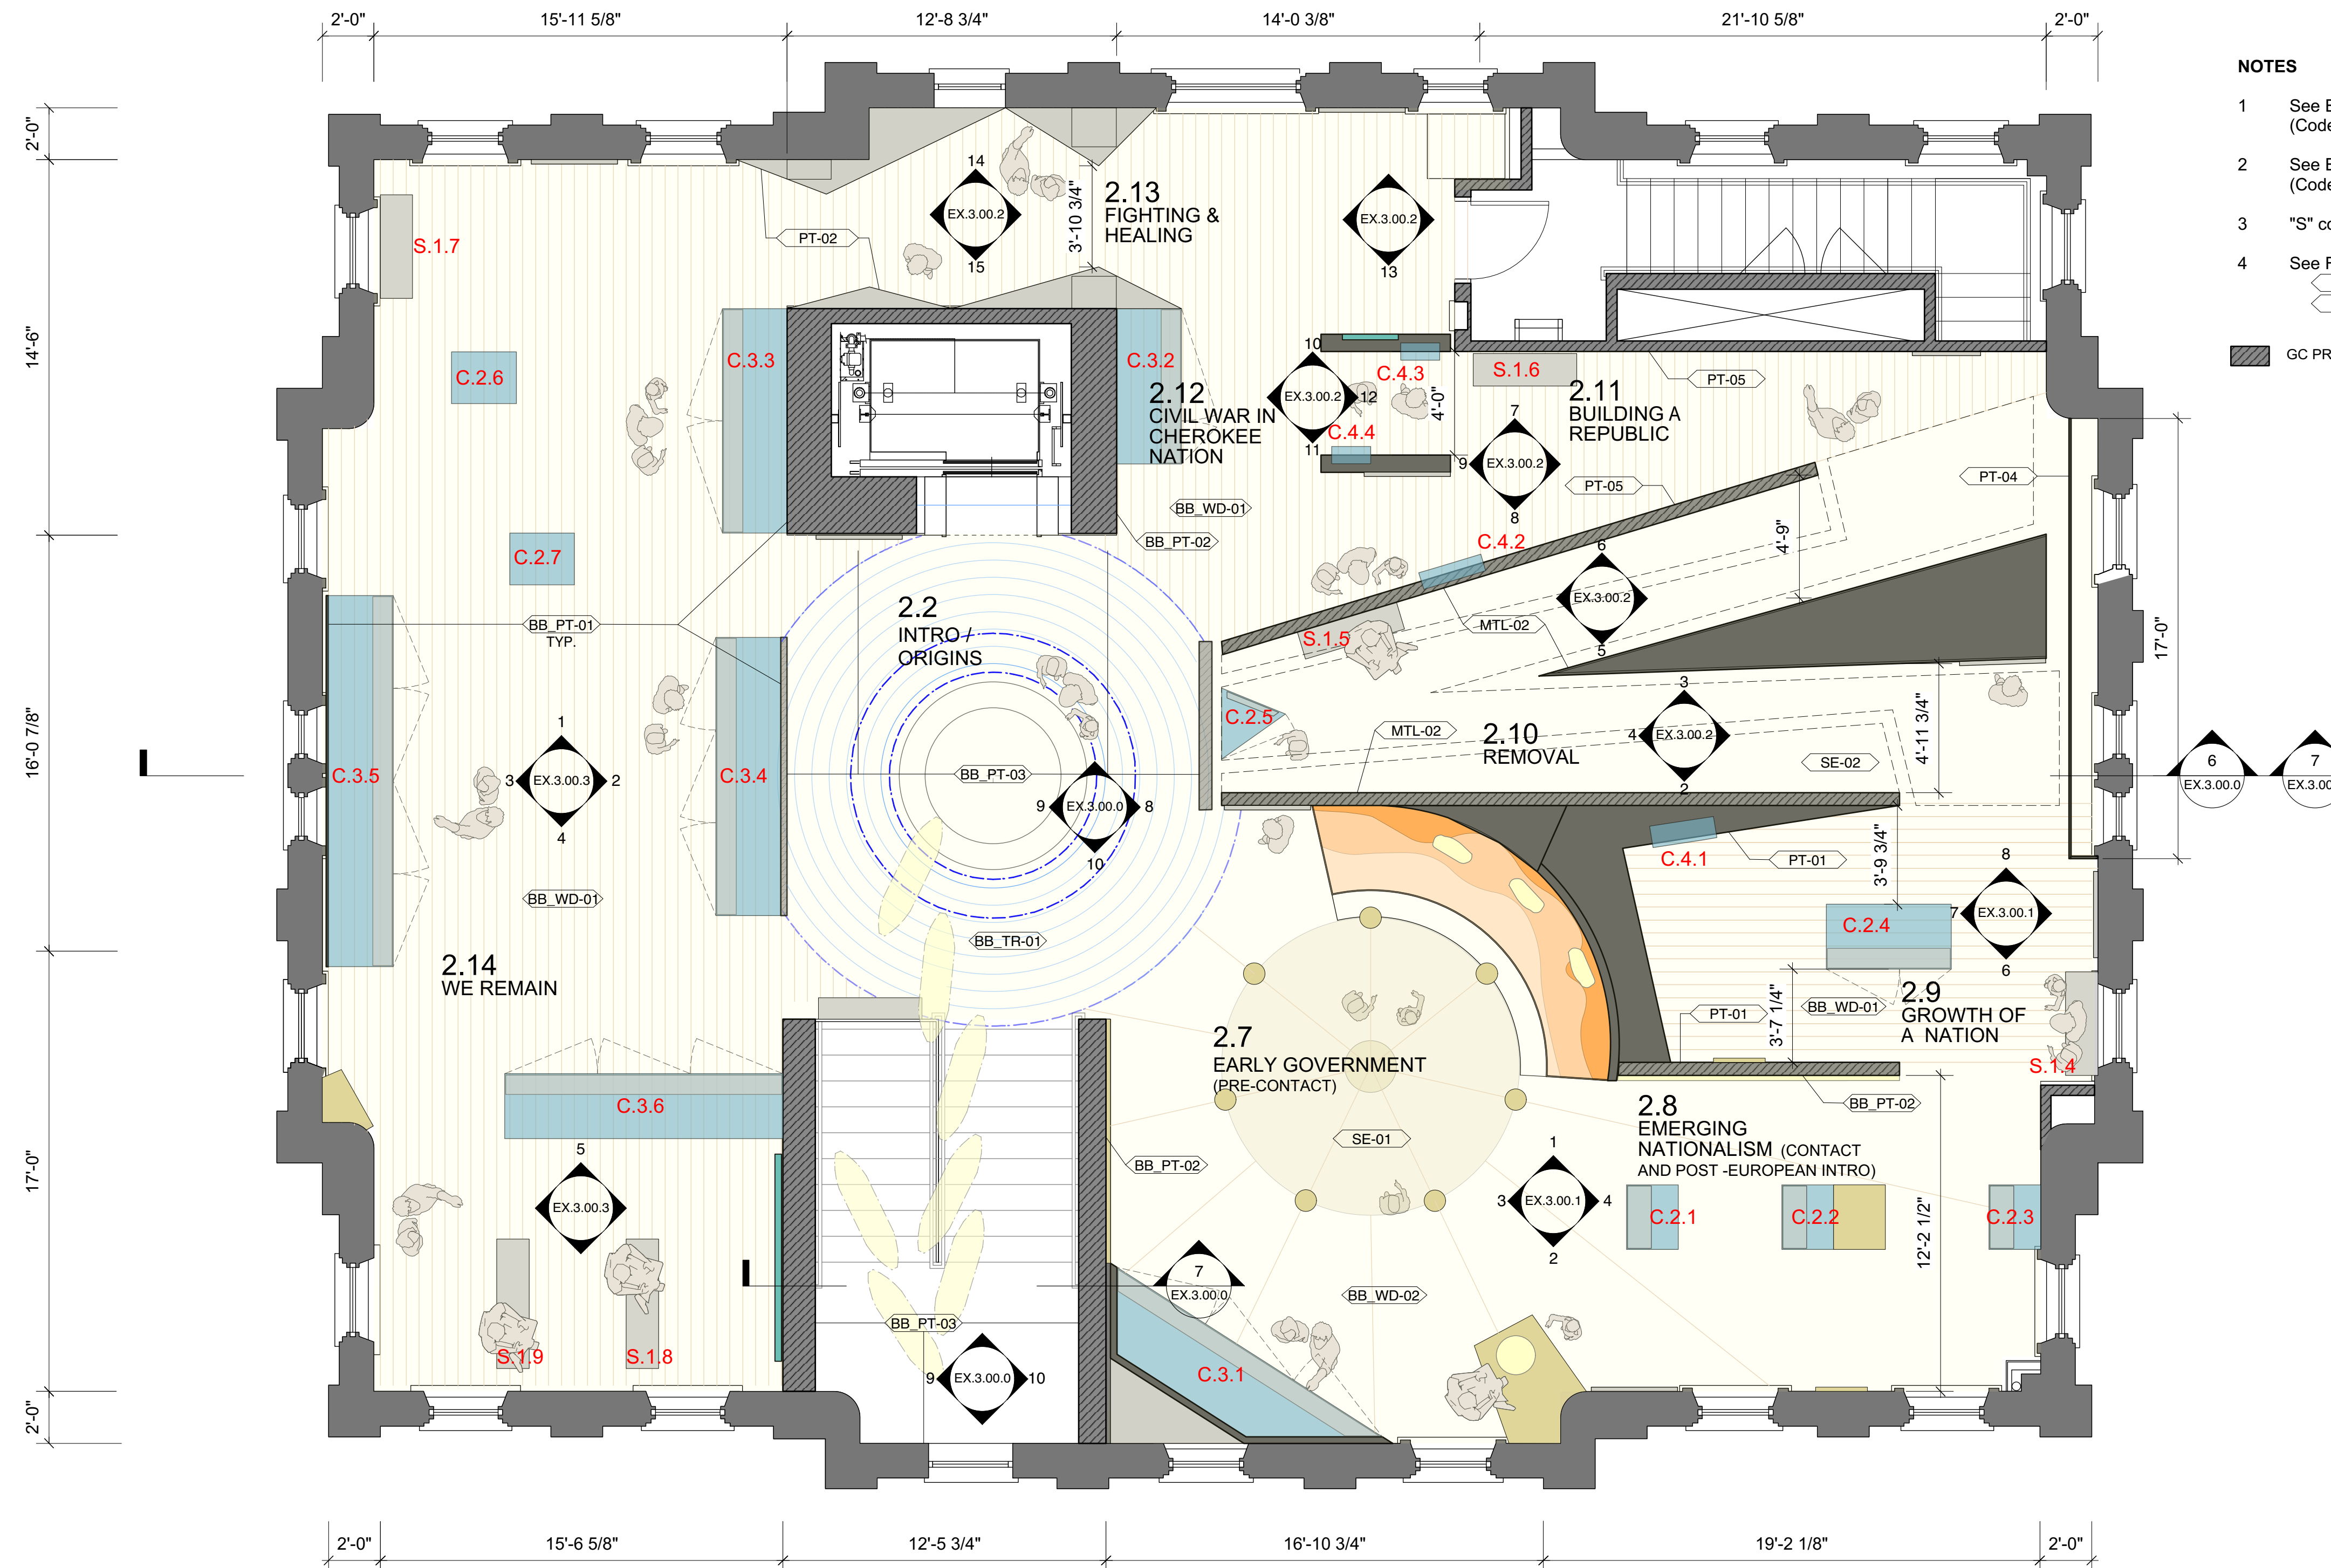 2'-0"
15'-11 5/8"
12'-8 3/4"
14'-0 3/8"
21'-10 5/8"
2'-0"
NOTES
1 See E
(Code
2 See E
(Code
3 "S" co
4 See F
GC PR
2'-0"
14'-6"
16'-0 7/8"
17'-0"
2'-0"
S.1.7
PT-02
14
EX.3.00.2
15
3'-10 3/4"
2.13
FIGHTING &
HEALING
EX.3.00.2
13
C.2.6
C.3.3
C.3.2
2.12
CIVIL WAR IN
CHEROKEE
NATION
10
EX.3.00.2
12
11
C.4.3
C.4.4
4'-0"
S.1.6
2.11
BUILDING A
REPUBLIC
PT-05
7
9
EX.3.00.2
8
PT-05
PT-04
C.2.7
BB_WD-01
BB_PT-02
C.4.2
4'-9"
6
EX.3.00.2
5
BB_PT-01
TYP.
2.2
INTRO /
ORIGINS
MTL-02
S.1.5
17'-0"
C.2.5
MTL-02
2.10
REMOVAL
3
4
EX.3.00.2
2
SE-02
4'-11 3/4"
6
EX.3.00.0
7
EX.3.00
C.3.5
1
3
EX.3.00.3
2
4
C.3.4
BB_PT-03
9
EX.3.00.0
8
10
C.4.1
PT-01
3'-9 3/4"
8
7
EX.3.00.1
6
C.2.4
BB_WD-01
BB_TR-01
2.14
WE REMAIN
2.9
GROWTH OF
A NATION
PT-01
3'-7 1/4"
BB_WD-01
S.1.4
2.7
EARLY GOVERNMENT
(PRE-CONTACT)
C.3.6
5
EX.3.00.3
BB_PT-02
2.8
EMERGING
NATIONALISM (CONTACT
AND POST -EUROPEAN INTRO)
SE-01
BB_PT-02
1
3
EX.3.00.1
4
2
C.2.1
C.2.2
C.2.3
12'-2 1/2"
7
EX.3.00.0
BB_WD-02
BB_PT-03
S.1.9
S.1.8
9
EX.3.00.0
10
C.3.1
2'-0"
15'-6 5/8"
12'-5 3/4"
16'-10 3/4"
19'-2 1/8"
2'-0"